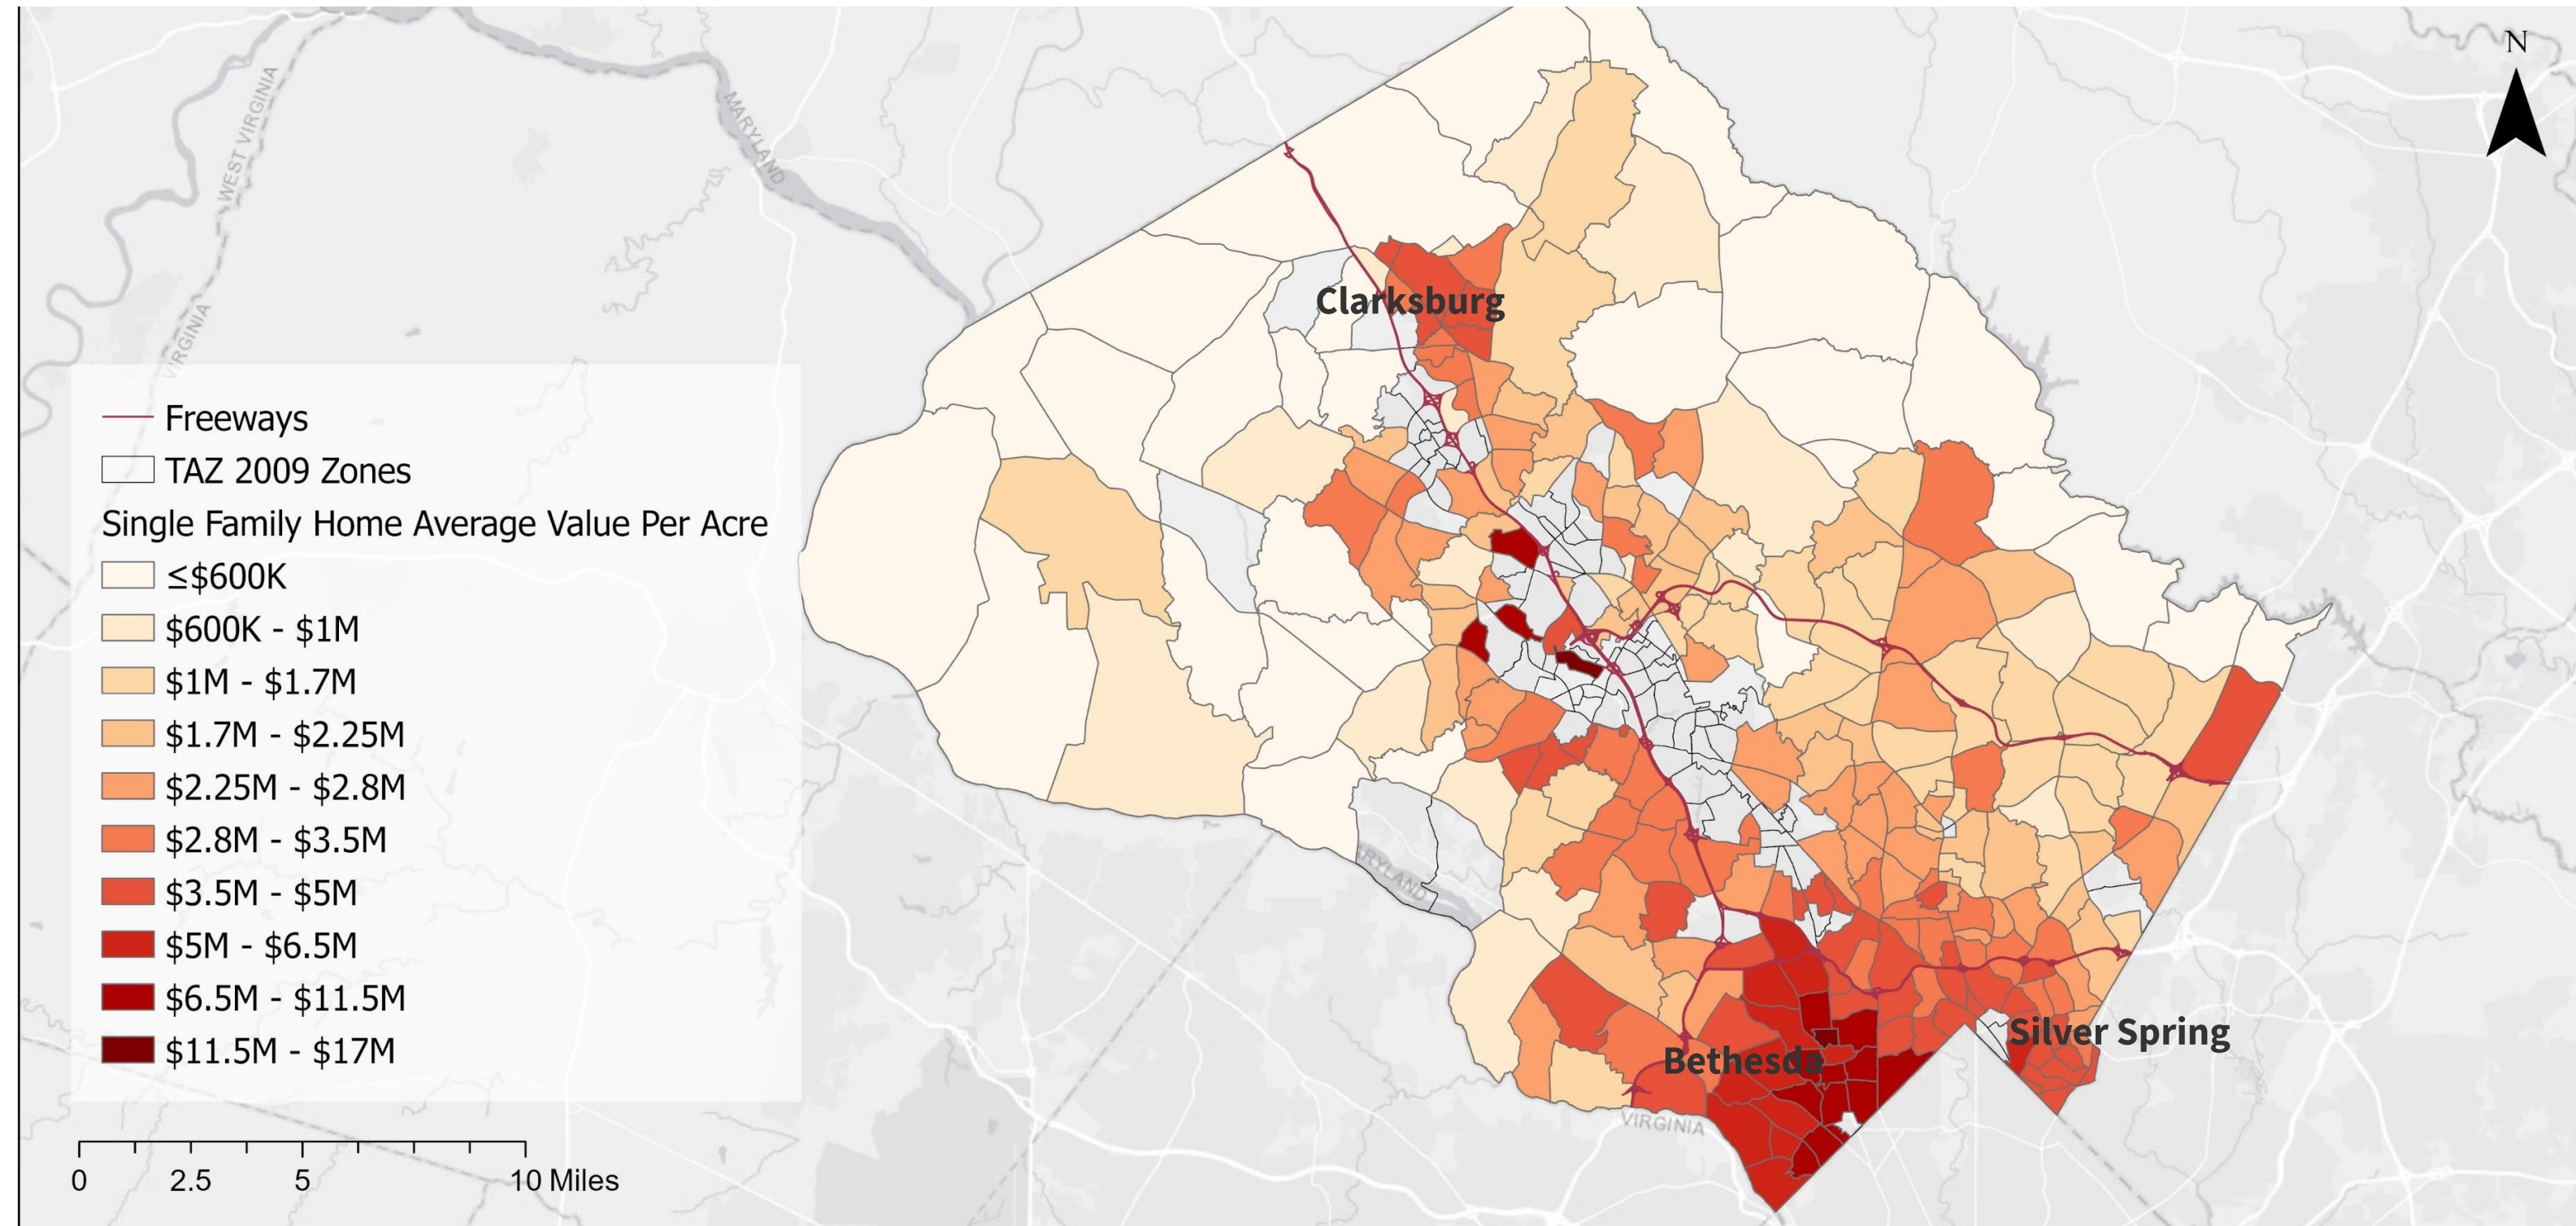 N
WEST VIRGINIA
MARYLAND
VIRGINIA
Clarksburg
Freeways
TAZ 2009 Zones
Single Family Home Average Value Per Acre
≤$600K
$600K - $1M
$1M - $1.7M
$1.7M - $2.25M
$2.25M - $2.8M
$2.8M - $3.5M
$3.5M - $5M
$5M - $6.5M
$6.5M - $11.5M
$11.5M - $17M
ARYLAND
Silver Spring
Bethesda
VIRGINIA
0 2.5 5 10 Miles